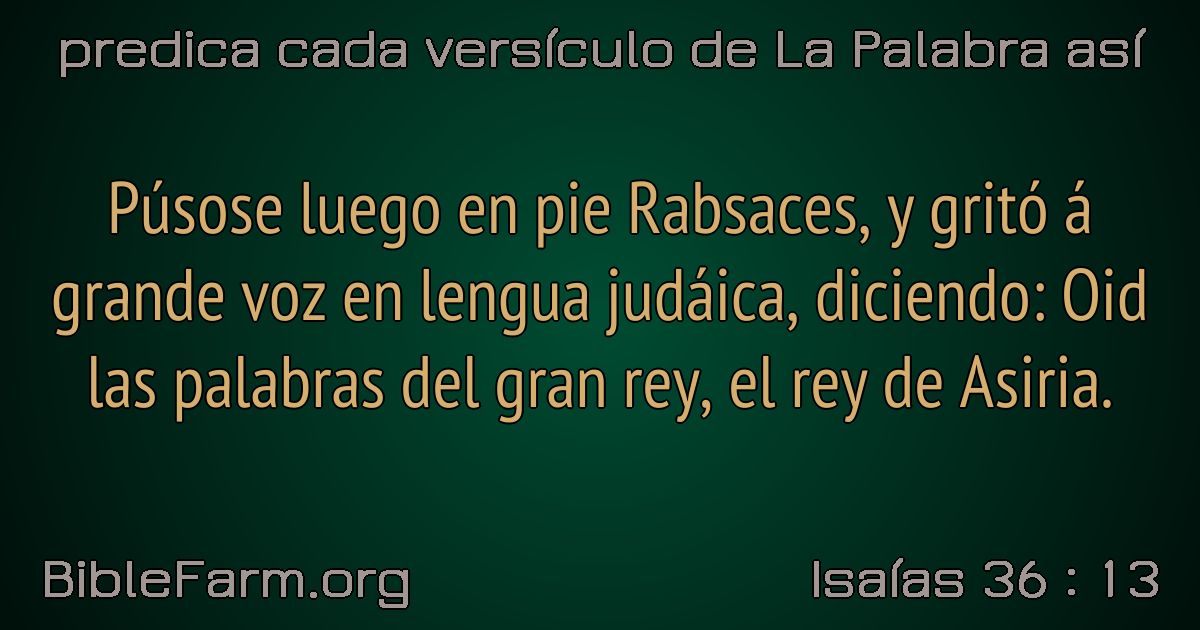 predica cada versículo de La Palabra así
Púsose luego en pie Rabsaces, y gritó á
grande voz en lengua judáica, diciendo: Oid
las palabras del gran rey, el rey de Asiria.
BibleFarm.org
Isaías 36 : 13